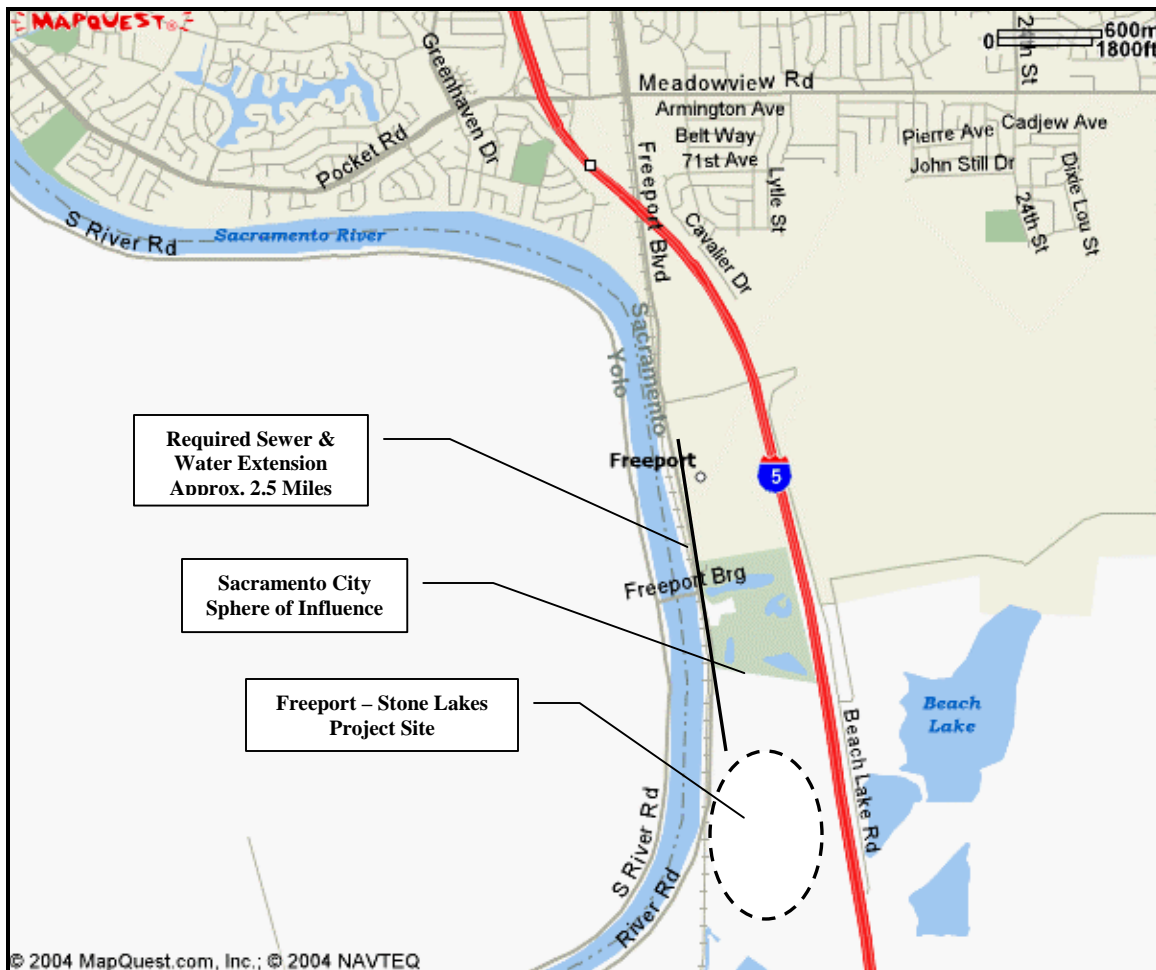 MAPQUEST
600m
0
1800ft
24th St
Greenhaven Dr
Meadowview Rd
Armington Ave
Belt Way
71st Ave
Pierre Ave
Cadjew Ave
John Still Dr
Pocket Rd
Freeport Blvd
Lytle St
Dixie Lou St
24th St
Cavalier Dr
S River Rd
Sacramento River
Sacramento
Yolo
Required Sewer &
Water Extension
Approx. 2.5 Miles
Freeport
5
Sacramento City
Sphere of Influence
Freeport Brg
Freeport – Stone Lakes
Project Site
Beach
Lake
Beach Lake Rd
S River Rd
River Rd
© 2004 MapQuest.com, Inc.; © 2004 NAVTEQ